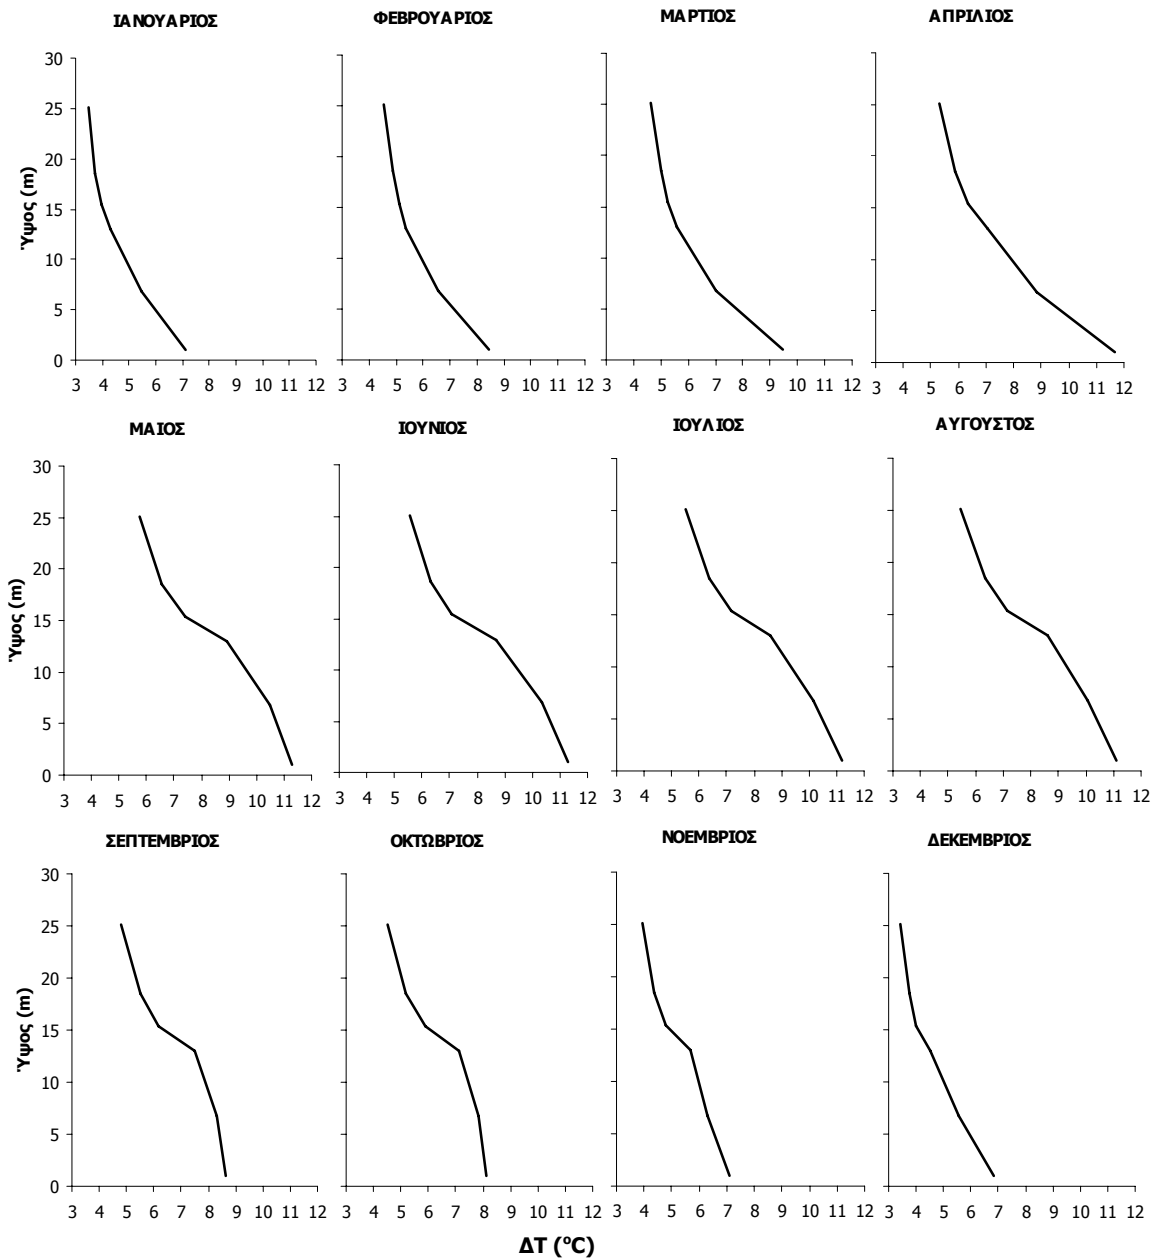 ΙΑΝΟΥΑΡΙΟΣ ΦΕΒΡΟΥΑΡΙΟΣ ΜΑΡΤΙΟΣ ΑΠΡΙΛΙΟΣ
30
25
20
15
10
5
0
Ύψος (m)
3 4 5 6 7 8 9 10 11 12 3 4 5 6 7 8 9 10 11 12 3 4 5 6 7 8 9 10 11 12 3 4 5 6 7 8 9 10 11 12
ΜΑΙΟΣ ΙΟΥΝΙΟΣ ΙΟΥΛΙΟΣ ΑΥΓΟΥΣΤΟΣ
30
25
20
15
10
5
0
Ύψος (m)
3 4 5 6 7 8 9 10 11 12 3 4 5 6 7 8 9 10 11 12 3 4 5 6 7 8 9 10 11 12 3 4 5 6 7 8 9 10 11 12
ΣΕΠΤΕΜΒΡΙΟΣ ΟΚΤΩΒΡΙΟΣ ΝΟΕΜΒΡΙΟΣ ΔΕΚΕΜΒΡΙΟΣ
30
25
20
15
10
5
0
Ύψος (m)
3 4 5 6 7 8 9 10 11 12 3 4 5 6 7 8 9 10 11 12 3 4 5 6 7 8 9 10 11 12 3 4 5 6 7 8 9 10 11 12
ΔΤ (ºC)